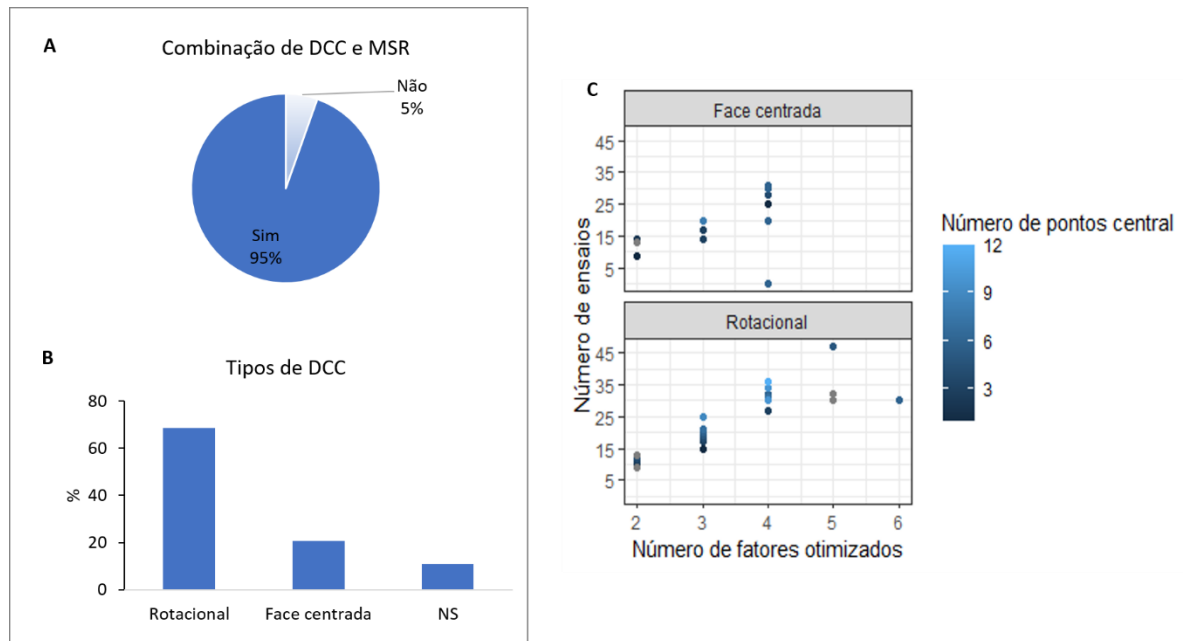 A
Combinação de DCC e MSR
Não
5%
Sim
95%
B
Tipos de DCC
80
60
40
20
0
%
Rotacional
Face centrada
NS
C
Face centrada
45
35
25
15
5
Rotacional
45
35
25
15
5
Número de ensaios
2
3
4
5
6
Número de fatores otimizados
Número de pontos central
12
9
6
3